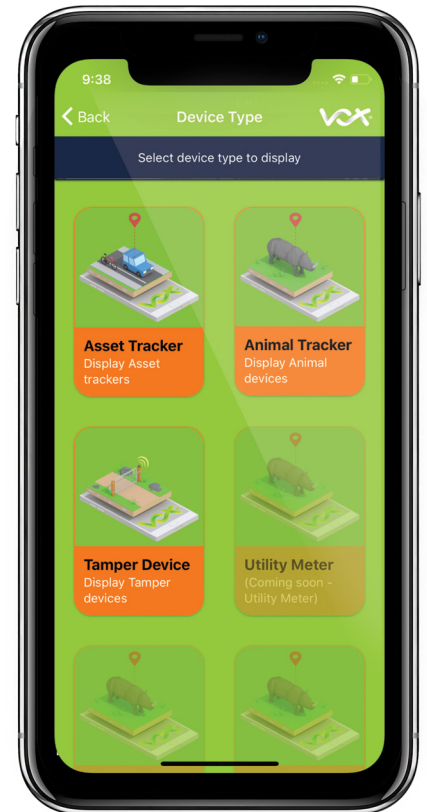 9:38
Back
Device Type
VOX
Select device type to display
Asset Tracker
Display Asset
trackers
Animal Tracker
Display Animal
devices
Tamper Device
Display Tamper
devices
Utility Meter
(Coming soon -
Utility Meter)